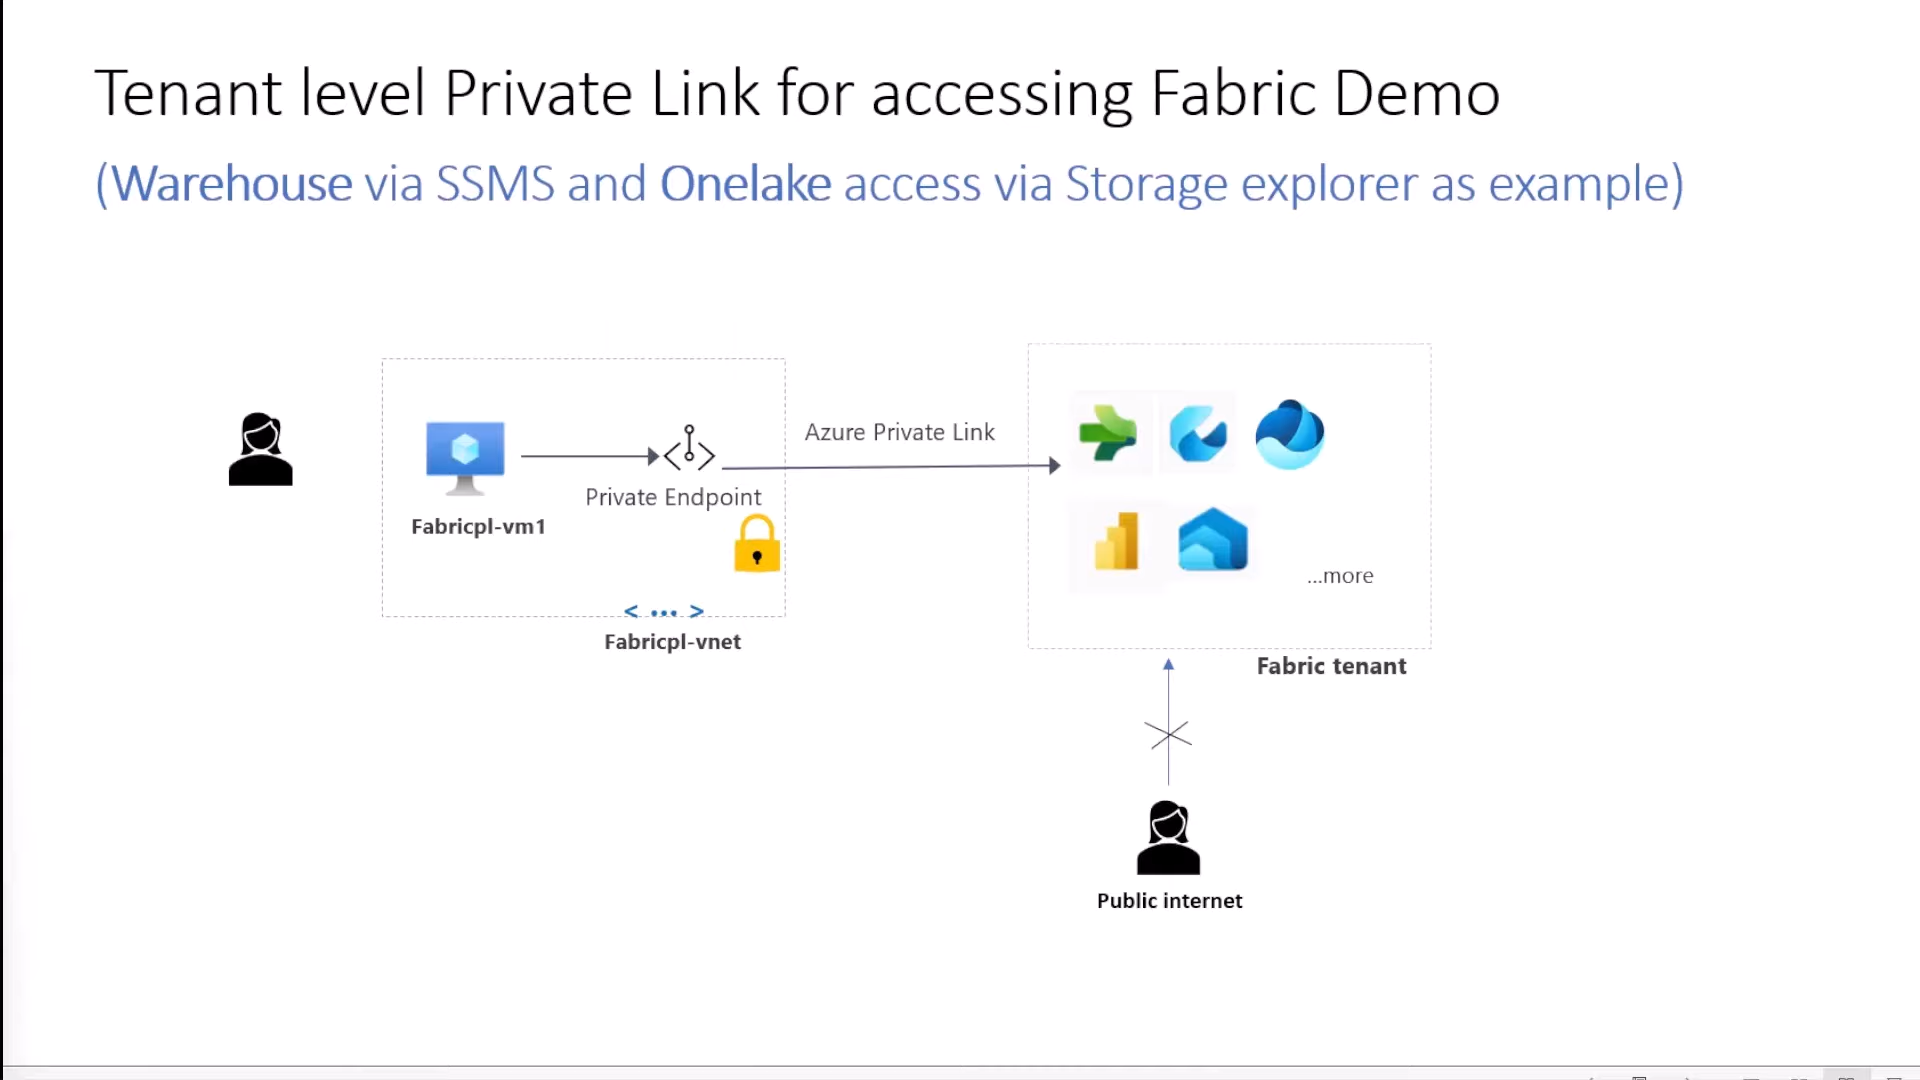 Tenant level Private Link for accessing Fabric Demo
(Warehouse via SSMS and Onelake access via Storage explorer as example)
Azure Private Link
Private Endpoint
Fabricpl-vm1
...more
Fabricpl-vnet
Fabric tenant
Public internet